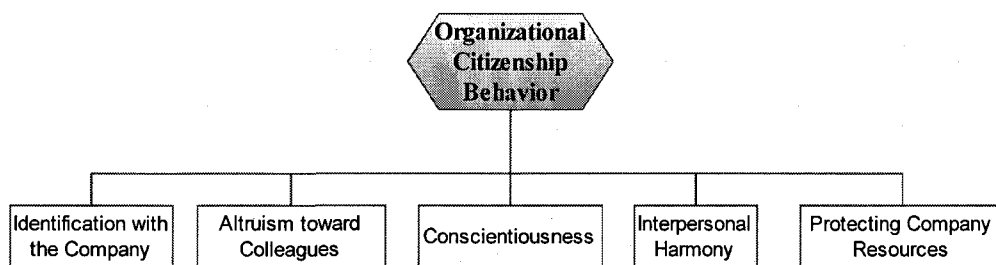 Organizational
Citizenship
Behavior
Identification with
the Company
Altruism toward
Colleagues
Conscientiousness
Interpersonal
Harmony
Protecting Company
Resources